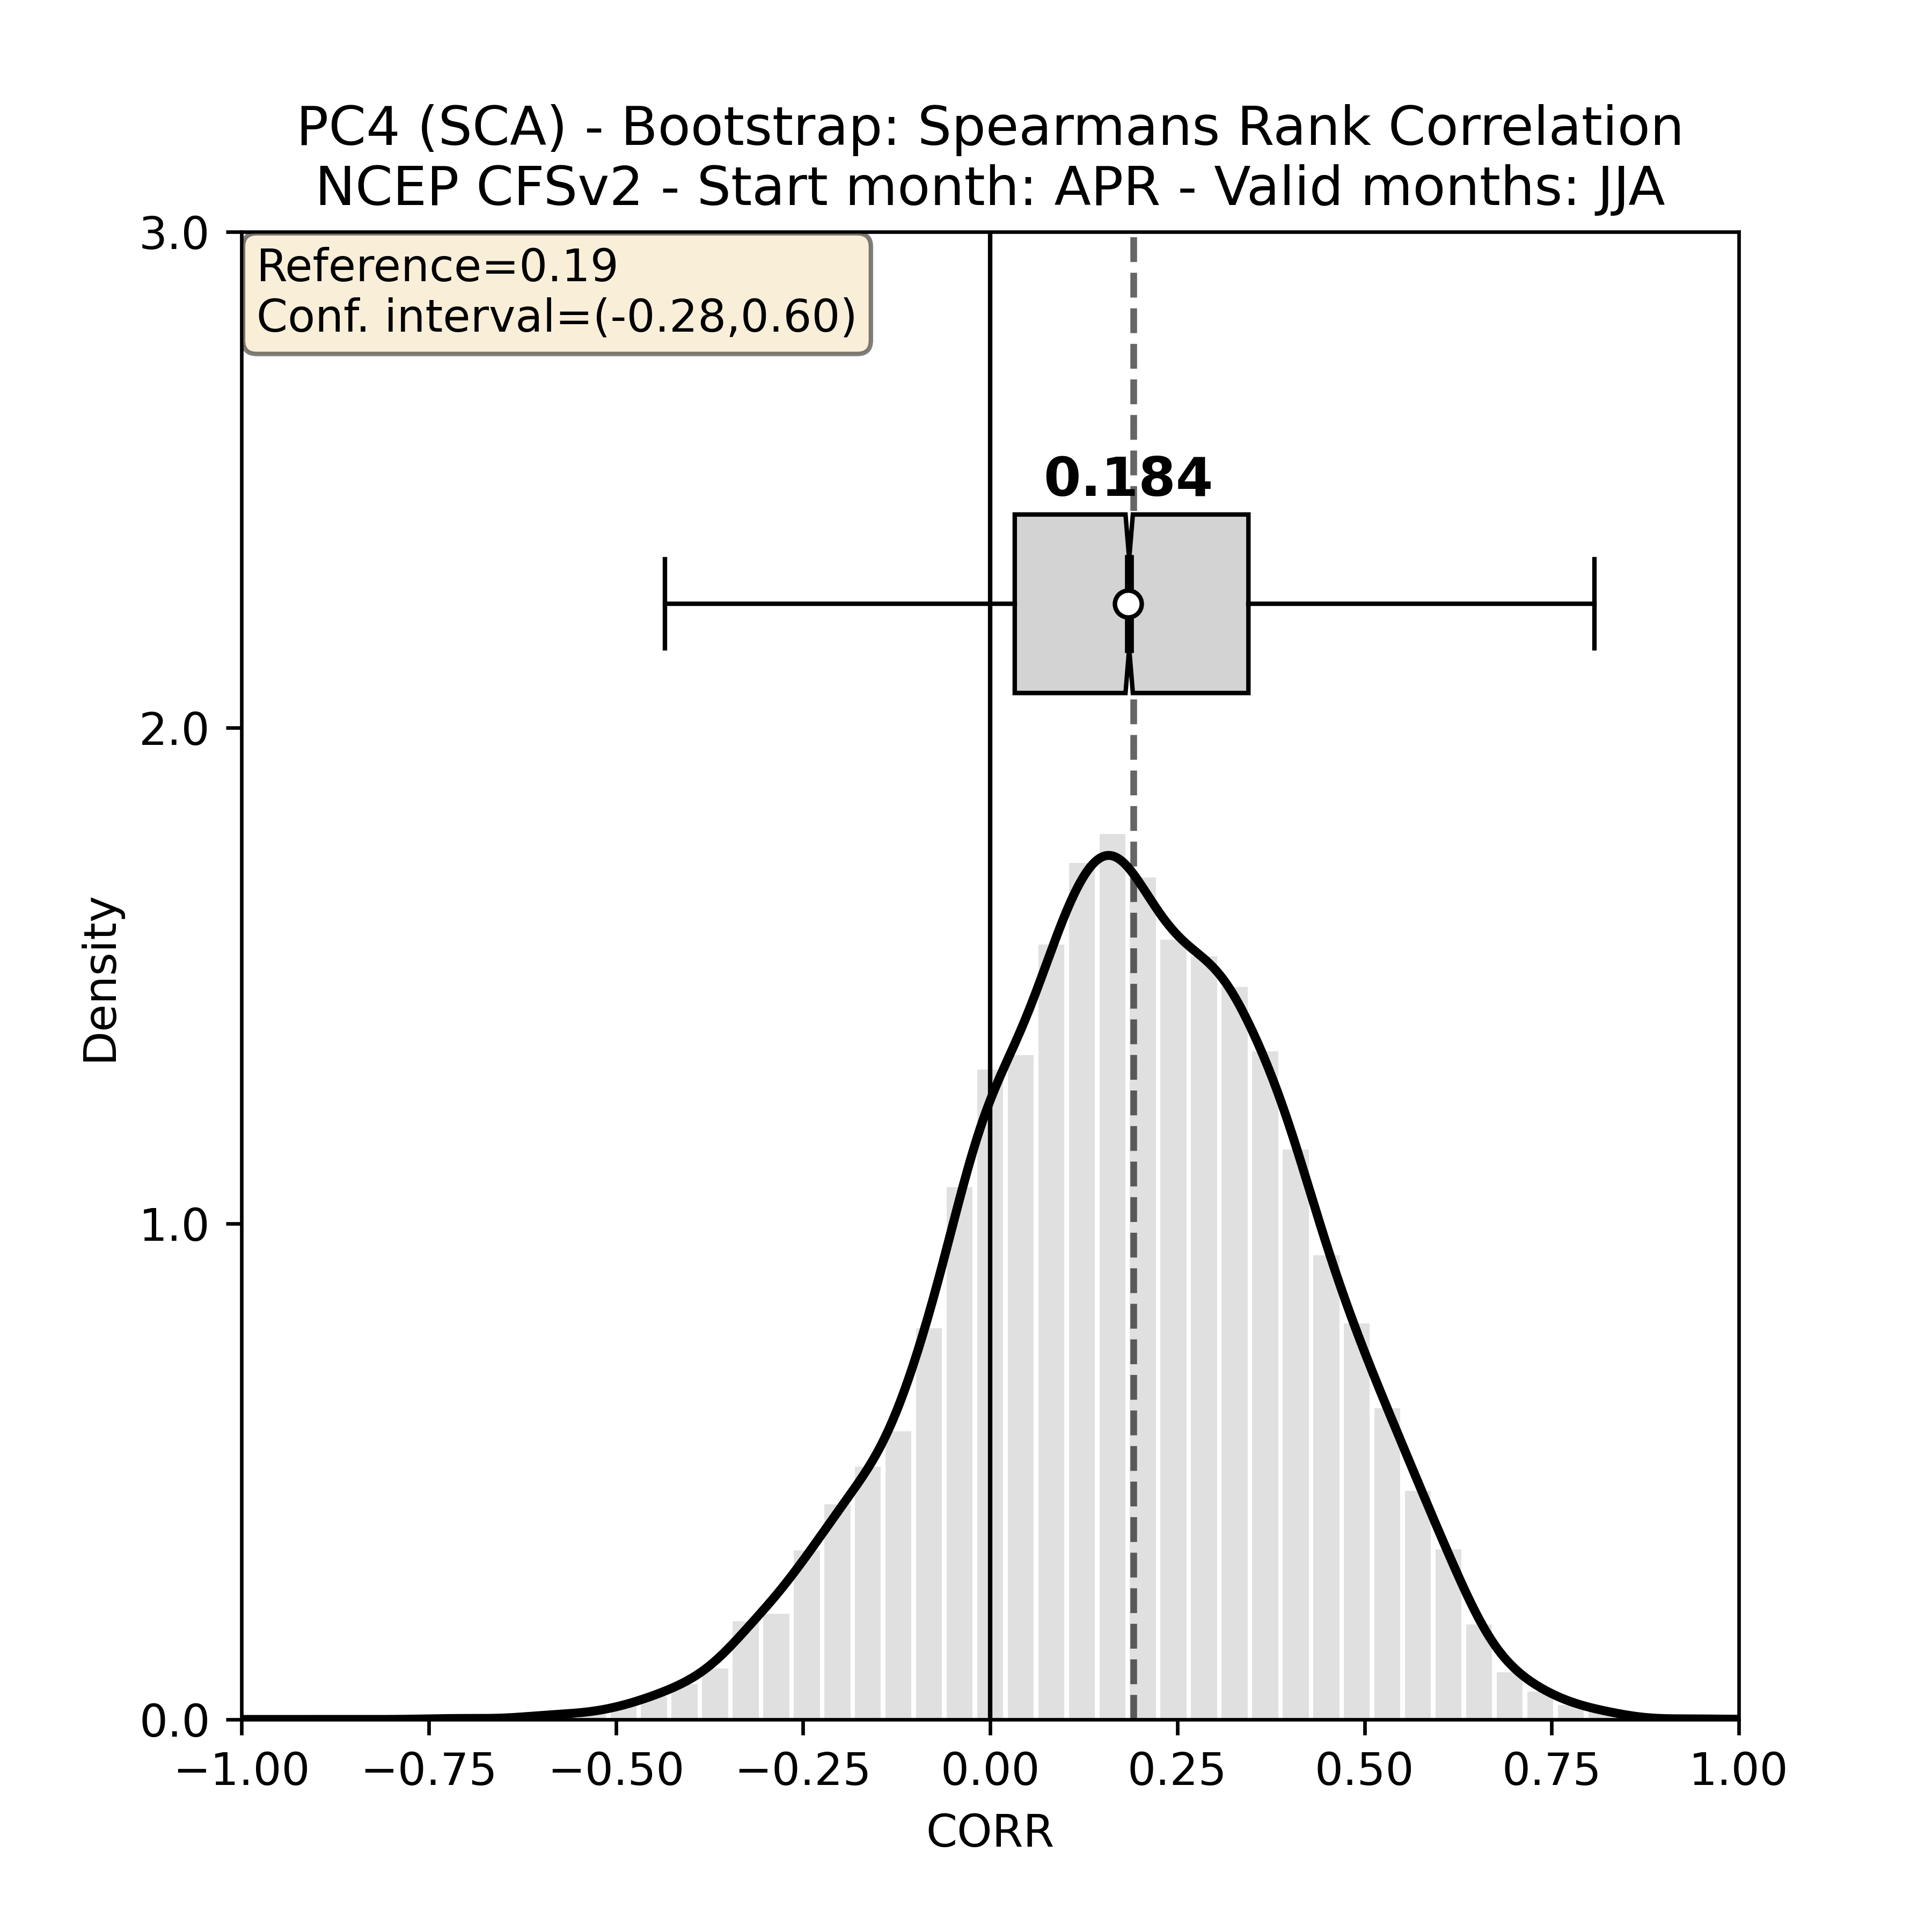 PC4 (SCA) - Bootstrap: Spearmans Rank Correlation
NCEP CFSv2 - Start month: APR - Valid months: JJA
Reference=0.19
Conf. interval=(-0.28,0.60)
0.184
3.0
2.0
1.0
0.0
Density
−1.00 −0.75 −0.50 −0.25 0.00 0.25 0.50 0.75 1.00
CORR